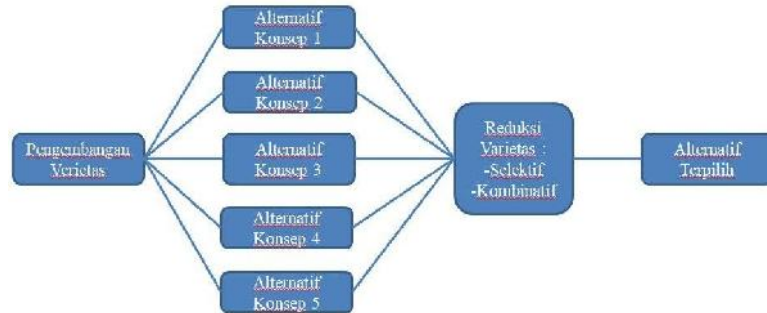 Pengembangan
Verietas
Alternatif
Konsep 1
Alternatif
Konsep 2
Alternatif
Konsep 3
Alternatif
Konsep 4
Alternatif
Konsep 5
Reduksi
Varietas :
-Selektif
-Kombinatif
Alternatif
Terpilih